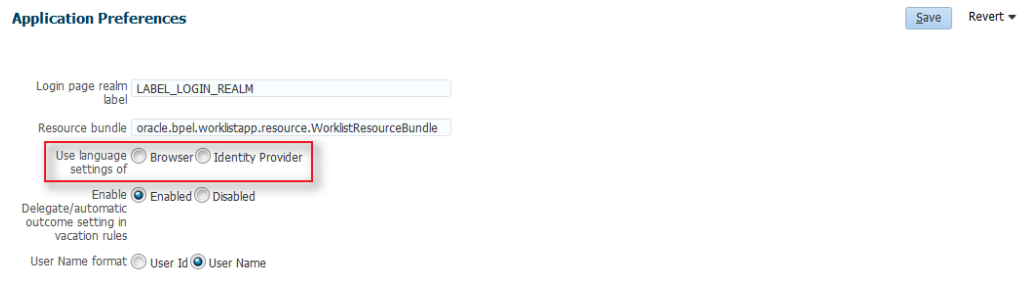 Application Preferences
Save Revert
Login page realm
label
LABEL_LOGIN_REALM
Resource bundle oracle.bpel.worklistapp.resource.WorklistResourceBundle
Use language
settings of
Browser Identity Provider
Enable
Delegate/automatic
outcome setting in
vacation rules
Enabled Disabled
User Name format User Id User Name